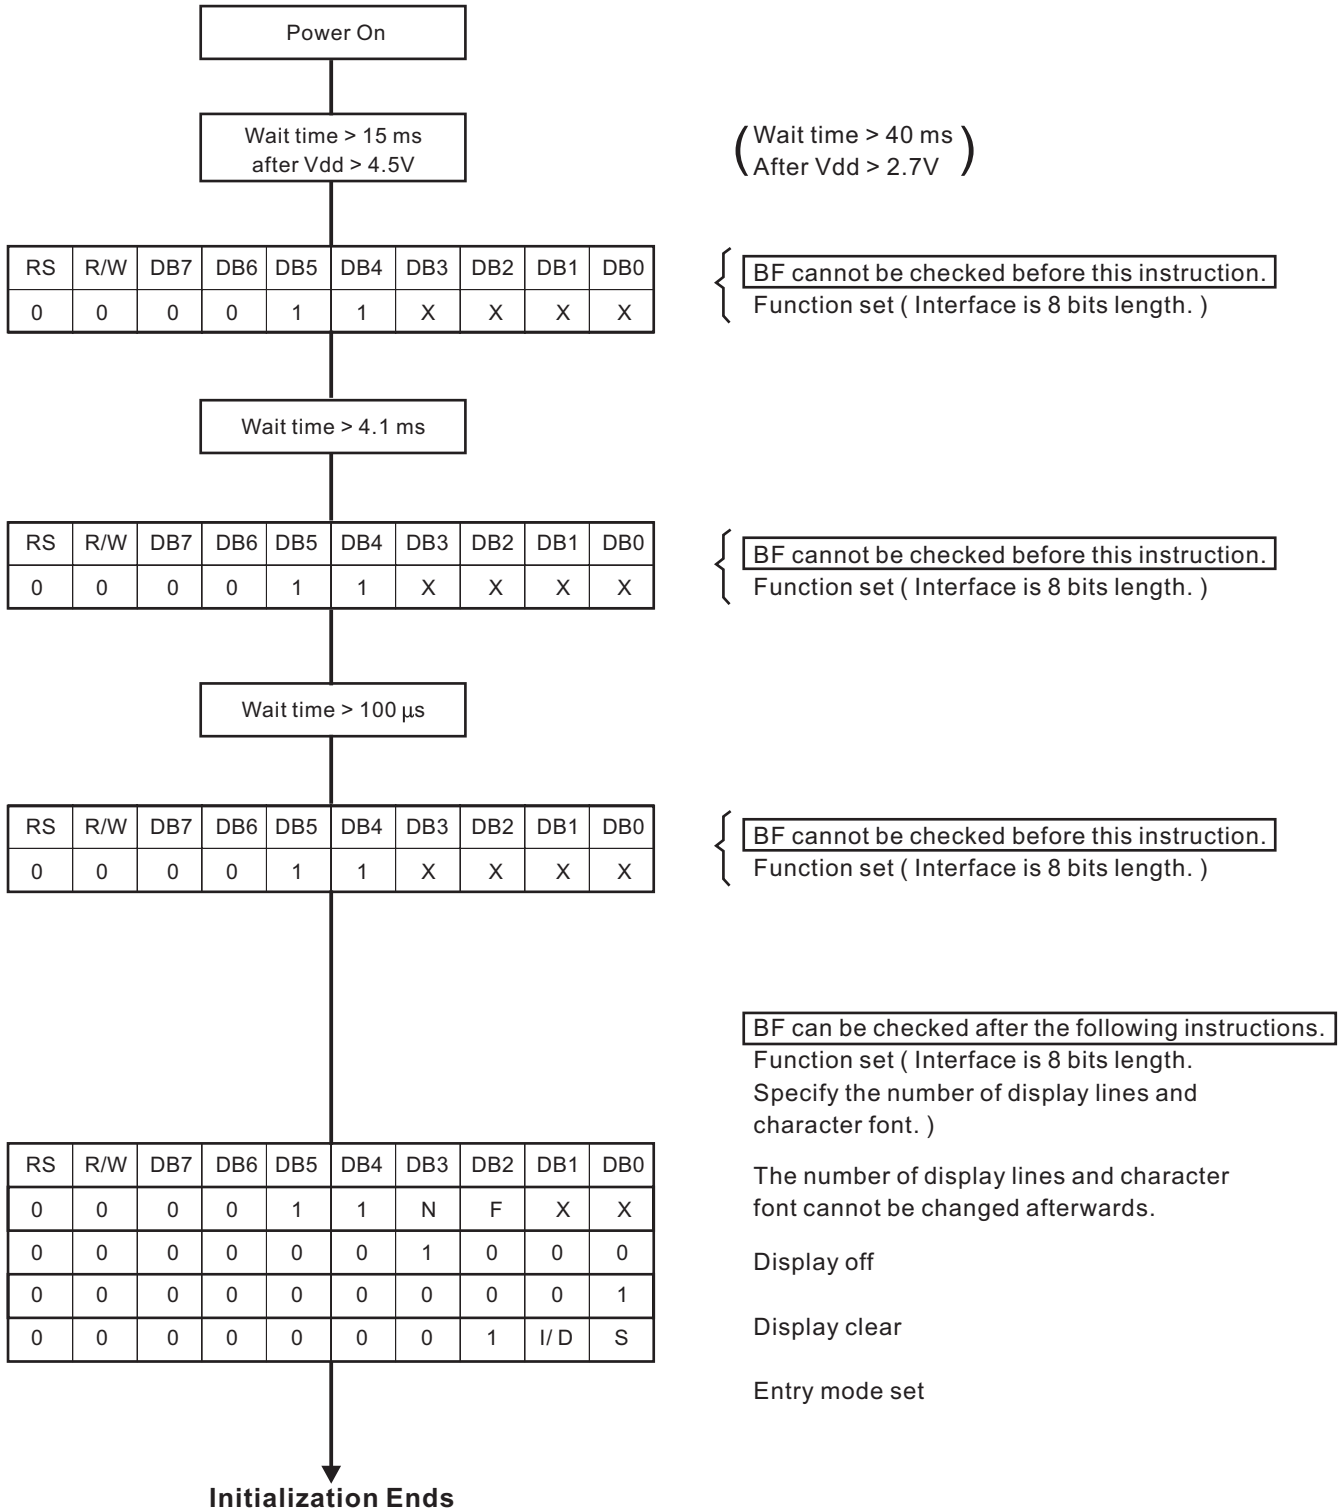 Power On
Wait time > 15 ms
after Vdd > 4.5V
(Wait time > 40 ms
After Vdd > 2.7V)
RS R/W DB7 DB6 DB5 DB4 DB3 DB2 DB1 DB0
0 0 0 0 1 1 X X X X
BF cannot be checked before this instruction.
Function set ( Interface is 8 bits length. )
Wait time > 4.1 ms
RS R/W DB7 DB6 DB5 DB4 DB3 DB2 DB1 DB0
0 0 0 0 1 1 X X X X
BF cannot be checked before this instruction.
Function set ( Interface is 8 bits length. )
Wait time > 100 μs
RS R/W DB7 DB6 DB5 DB4 DB3 DB2 DB1 DB0
0 0 0 0 1 1 X X X X
BF cannot be checked before this instruction.
Function set ( Interface is 8 bits length. )
BF can be checked after the following instructions.
Function set ( Interface is 8 bits length.
Specify the number of display lines and
character font. )
RS R/W DB7 DB6 DB5 DB4 DB3 DB2 DB1 DB0
0 0 0 0 1 1 N F X X
0 0 0 0 0 0 1 0 0 0
0 0 0 0 0 0 0 0 0 1
0 0 0 0 0 0 0 1 I/ D S
The number of display lines and character
font cannot be changed afterwards.
Display off
Display clear
Entry mode set
Initialization Ends